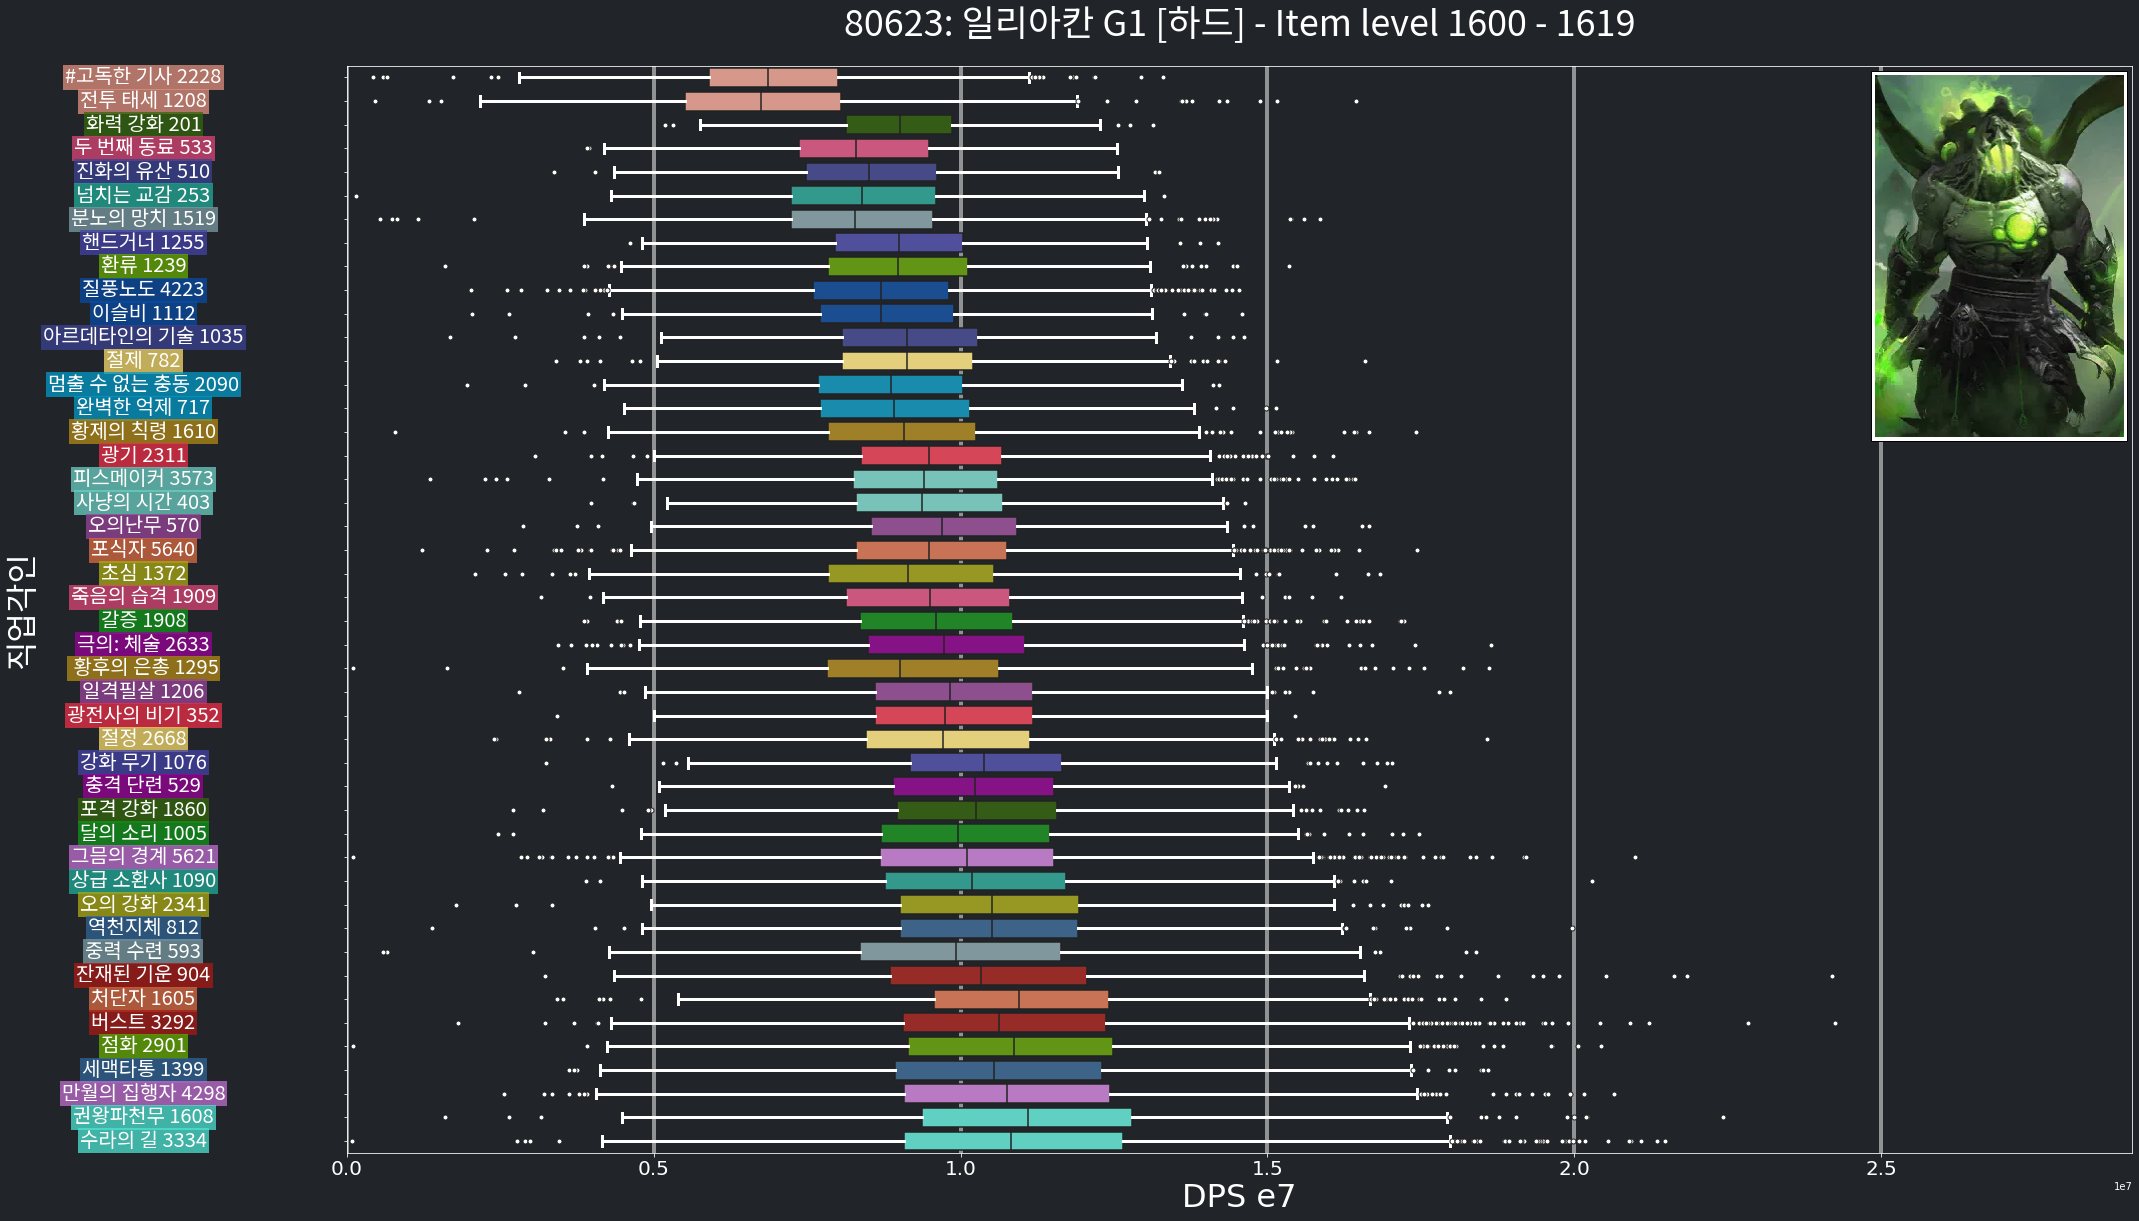 80623: 일리아칸 G1 [하드] - Item level 1600 - 1619
직업각인
#고독한 기사 2228
전투 태세 1208
화력 강화 201
두 번째 동료 533
진화의 유산 510
넘치는 교감 253
분노의 망치 1519
핸드거너 1255
환류 1239
질풍노도 4223
이슬비 1112
아르데타인의 기술 1035
절제 782
멈출 수 없는 충동 2090
완벽한 억제 717
황제의 칙령 1610
광기 2311
피스메이커 3573
사냥의 시간 403
오의난무 570
포식자 5640
초심 1372
죽음의 습격 1909
갈증 1908
극의: 체술 2633
황후의 은총 1295
일격필살 1206
광전사의 비기 352
절정 2668
강화 무기 1076
충격 단련 529
포격 강화 1860
달의 소리 1005
그믐의 경계 5621
상급 소환사 1090
오의 강화 2341
역천지체 812
중력 수련 593
잔재된 기운 904
처단자 1605
버스트 3292
점화 2901
세맥타통 1399
만월의 집행자 4298
권왕파천무 1608
수라의 길 3334
0.0 0.5 1.0 1.5 2.0 2.5
1e7
DPS e7